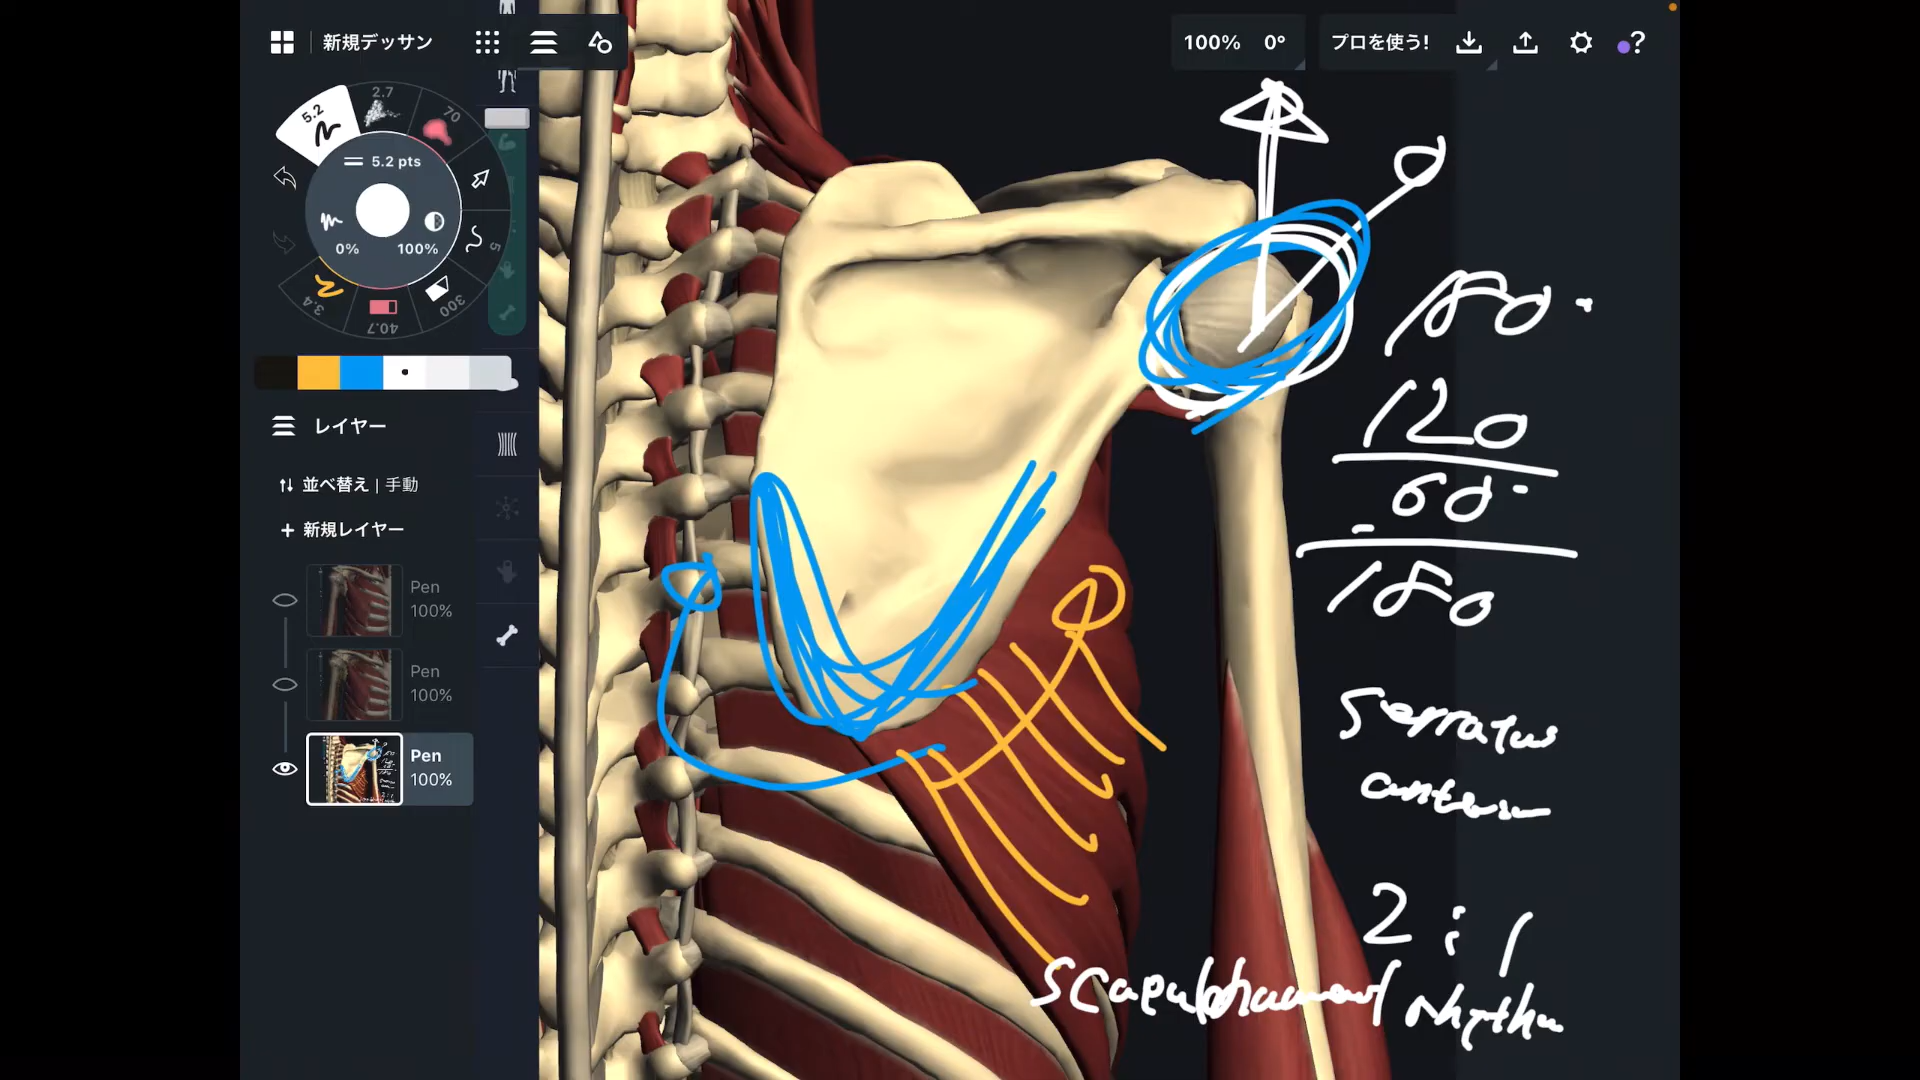 新規デッサン
100% 0°
プロを使う!
?
5.2
2.7
70
5
300
40.7
3.4
5.2 pts
0% 100%
レイヤー
並べ替え | 手動
+ 新規レイヤー
Pen
100%
Pen
100%
Pen
100%
180°
120
60°
180
Serratus
anterior
2:1
Scapulohumeral rhythm